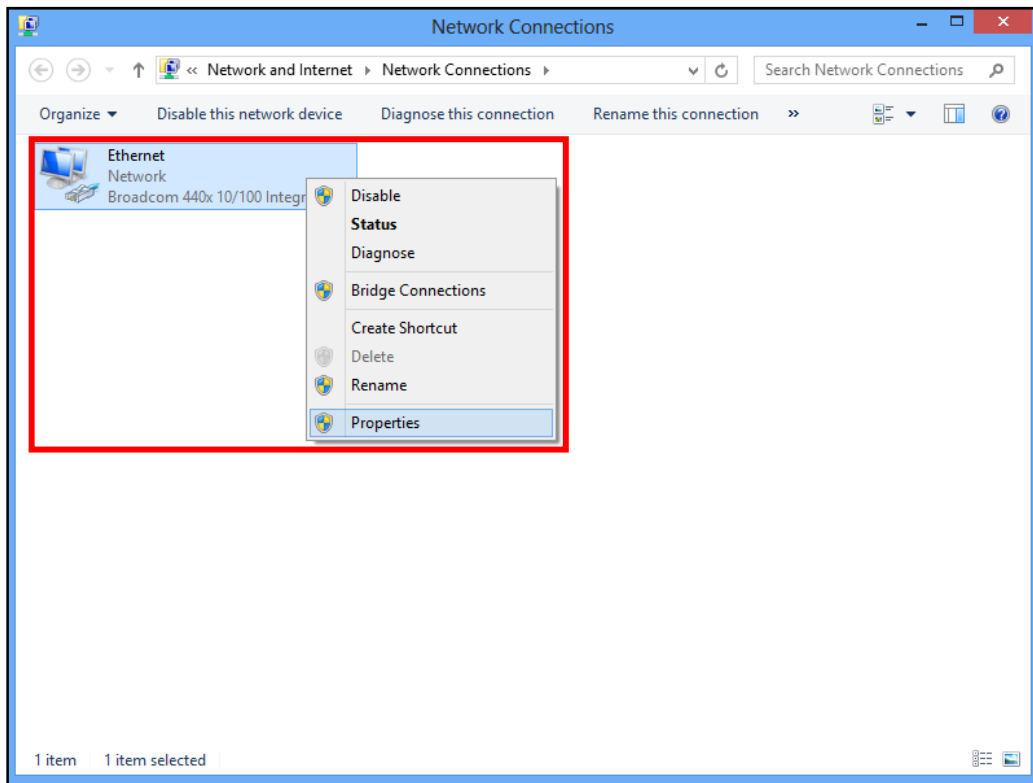 Network Connections
« Network and Internet Network Connections
Search Network Connections
Organize Disable this network device Diagnose this connection Rename this connection »
Ethernet
Network
Broadcom 440x 10/100 Integr
Disable
Status
Diagnose
Bridge Connections
Create Shortcut
Delete
Rename
Properties
1 item 1 item selected